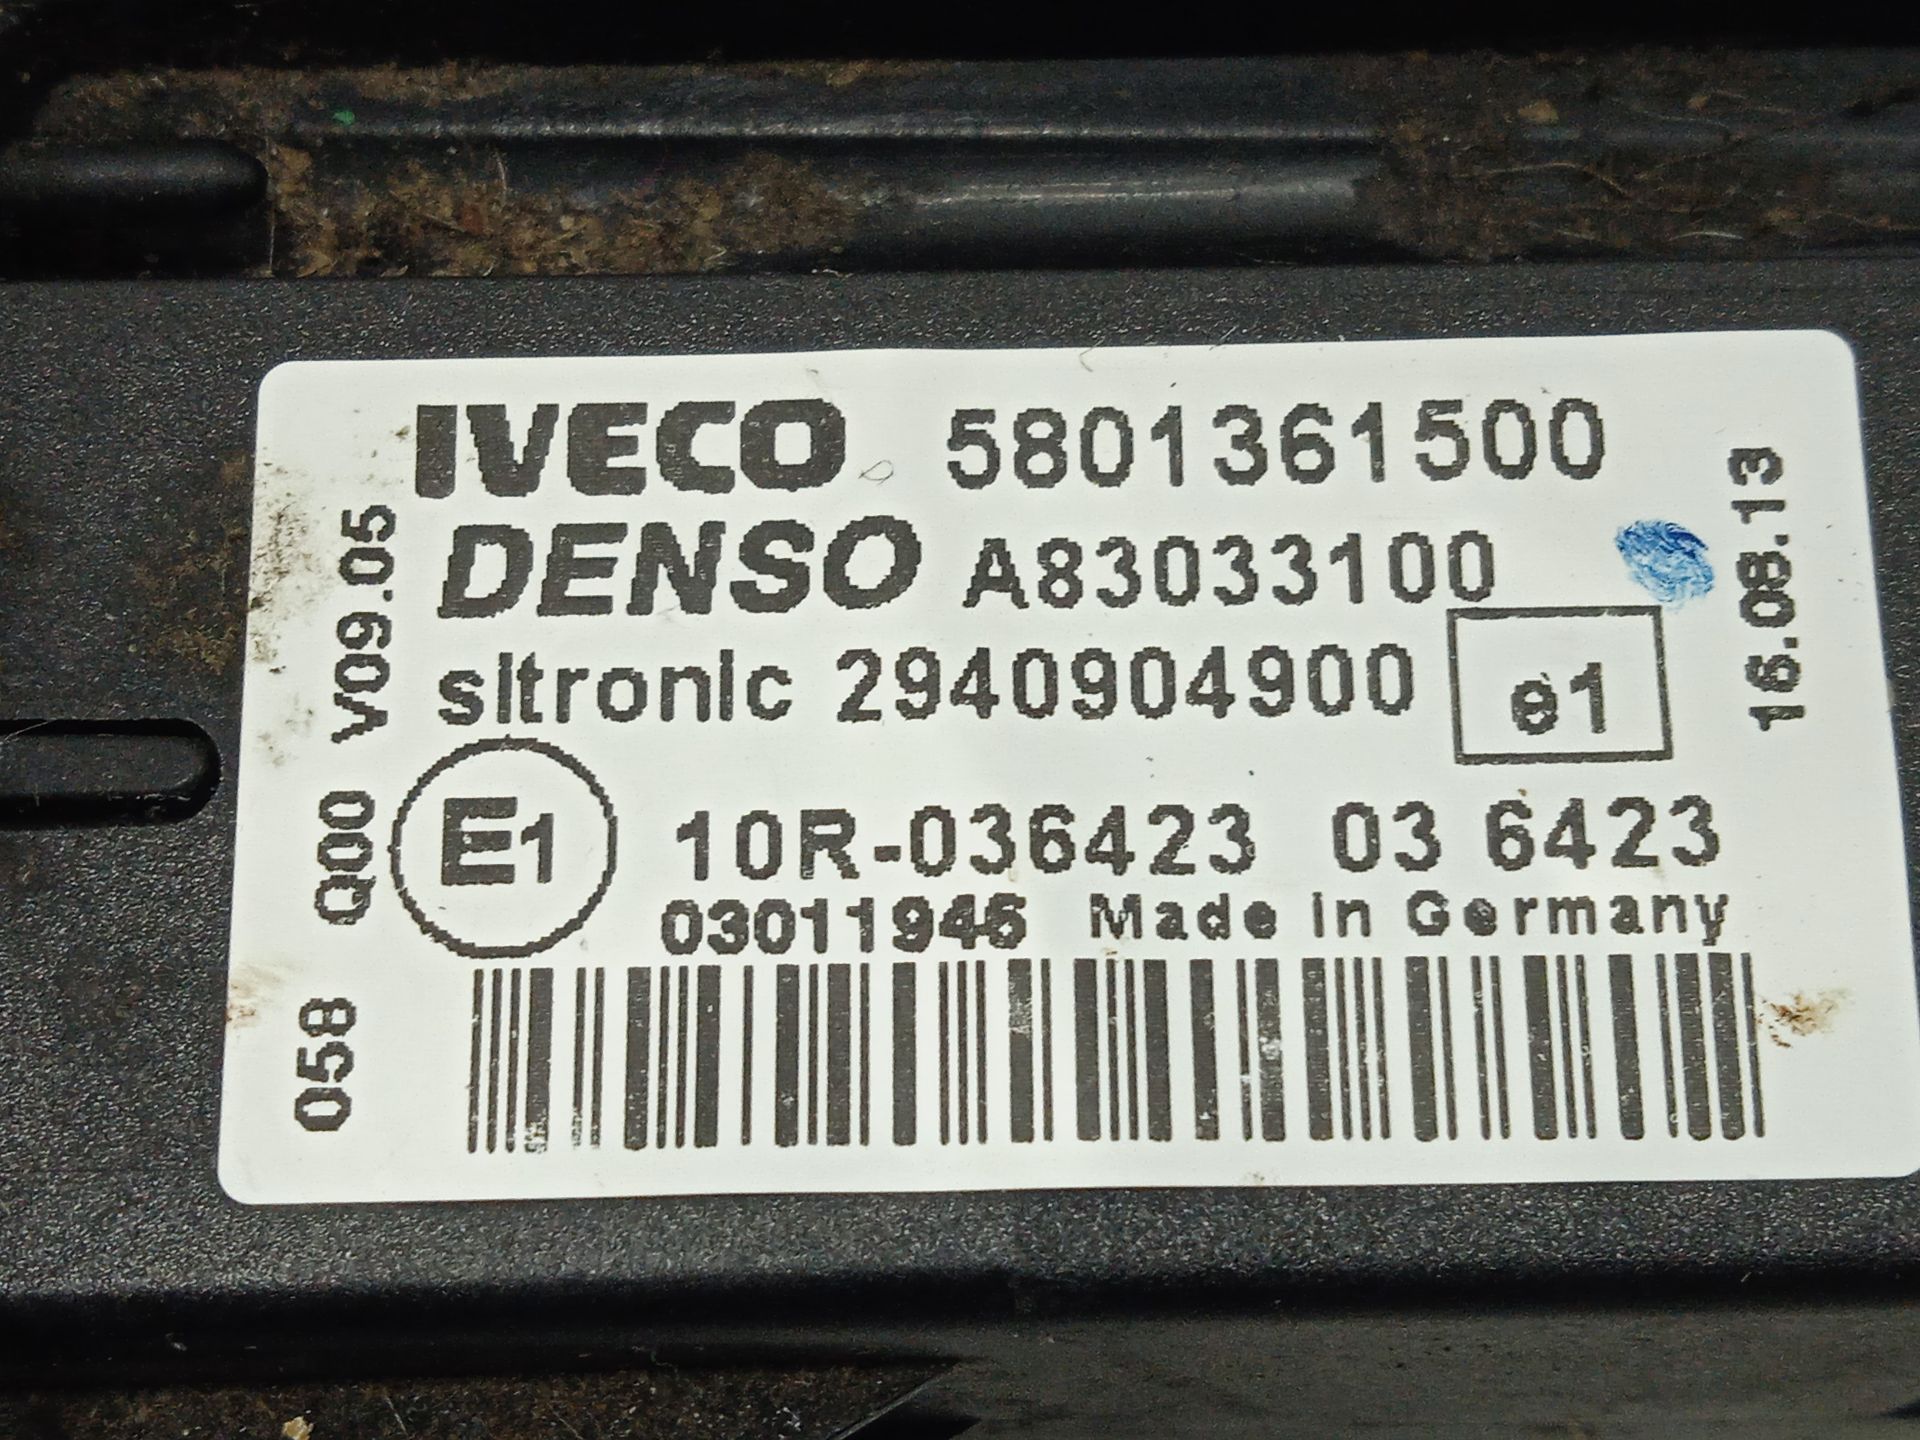 IVECO 5801361500
DENSO A83033100
sitronic 2940904900
e1
E1
10R-036423 03 6423
03011945 Made in Germany
058 Q00 V09.05
16.08.13